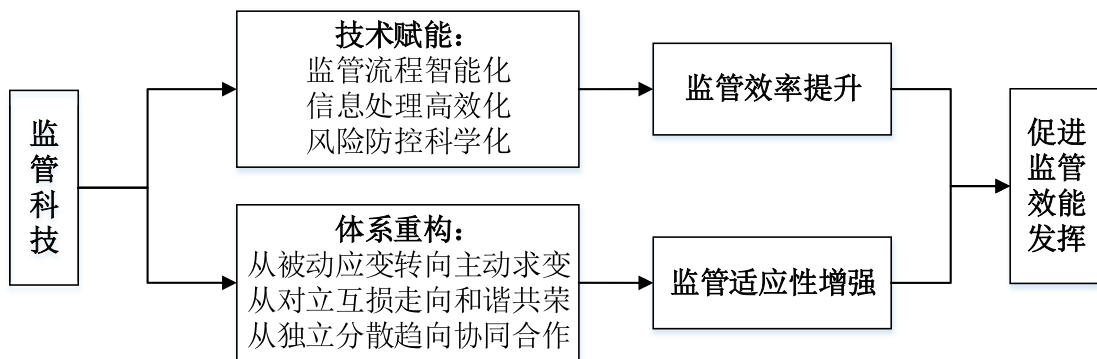 监
管
科
技
技术赋能：
监管流程智能化
信息处理高效化
风险防控科学化
监管效率提升
体系重构：
从被动应变转向主动求变
从对立互损走向和谐共荣
从独立分散趋向协同合作
监管适应性增强
促进
监管
效能
发挥